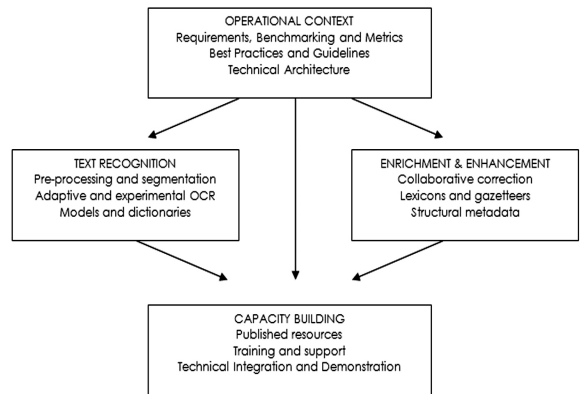 OPERATIONAL CONTEXT
Requirements, Benchmarking and Metrics
Best Practices and Guidelines
Technical Architecture
TEXT RECOGNITION
Pre-processing and segmentation
Adaptive and experimental OCR
Models and dictionaries
ENRICHMENT & ENHANCEMENT
Collaborative correction
Lexicons and gazetteers
Structural metadata
CAPACITY BUILDING
Published resources
Training and support
Technical Integration and Demonstration